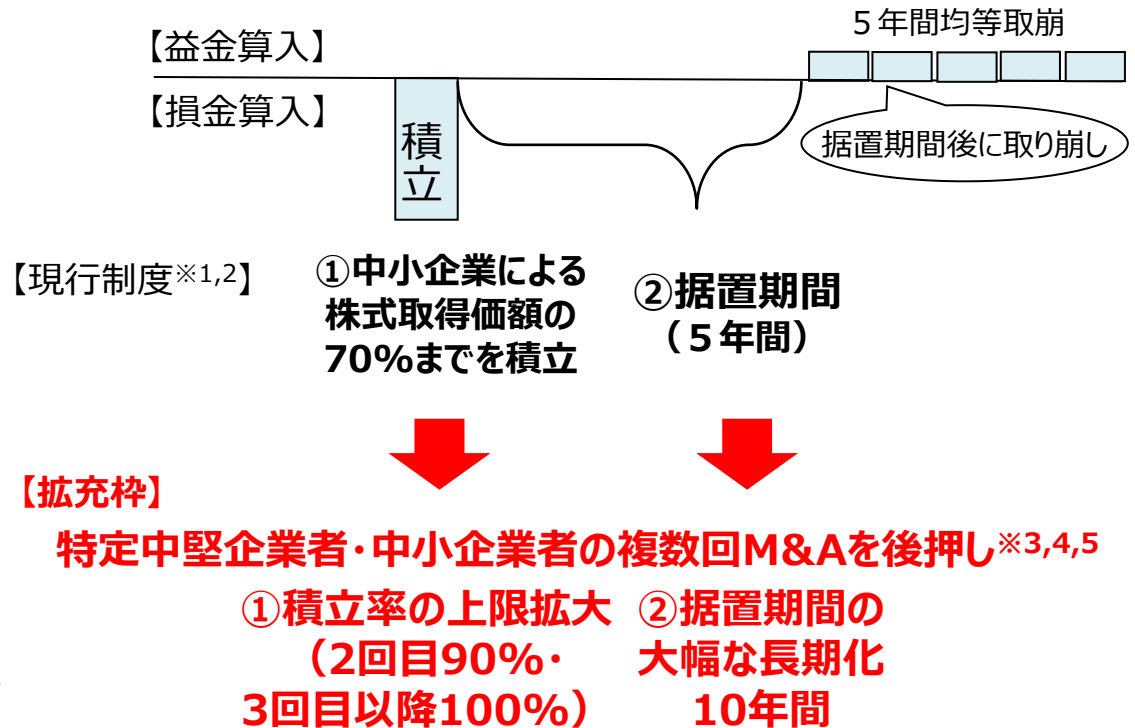 5年間均等取崩
【益金算入】
【損金算入】
積立
据置期間後に取り崩し
【現行制度※1,2】
①中小企業による
株式取得価額の
70%までを積立
②据置期間
（５年間）
【拡充枠】
特定中堅企業者・中小企業者の複数回M&Aを後押し※3,4,5
①積立率の上限拡大
（2回目90%・
3回目以降100%）
②据置期間の
大幅な長期化
10年間